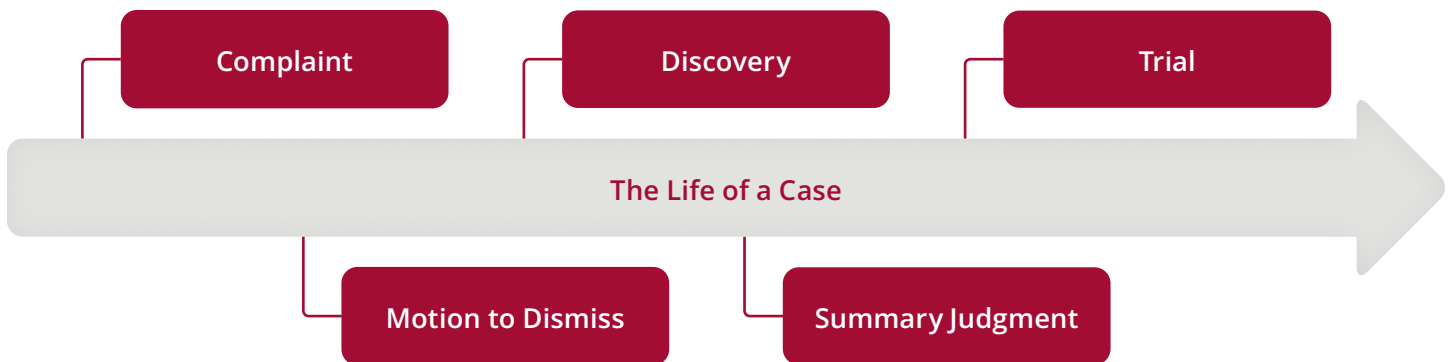 Complaint
Discovery
Trial
The Life of a Case
Motion to Dismiss
Summary Judgment